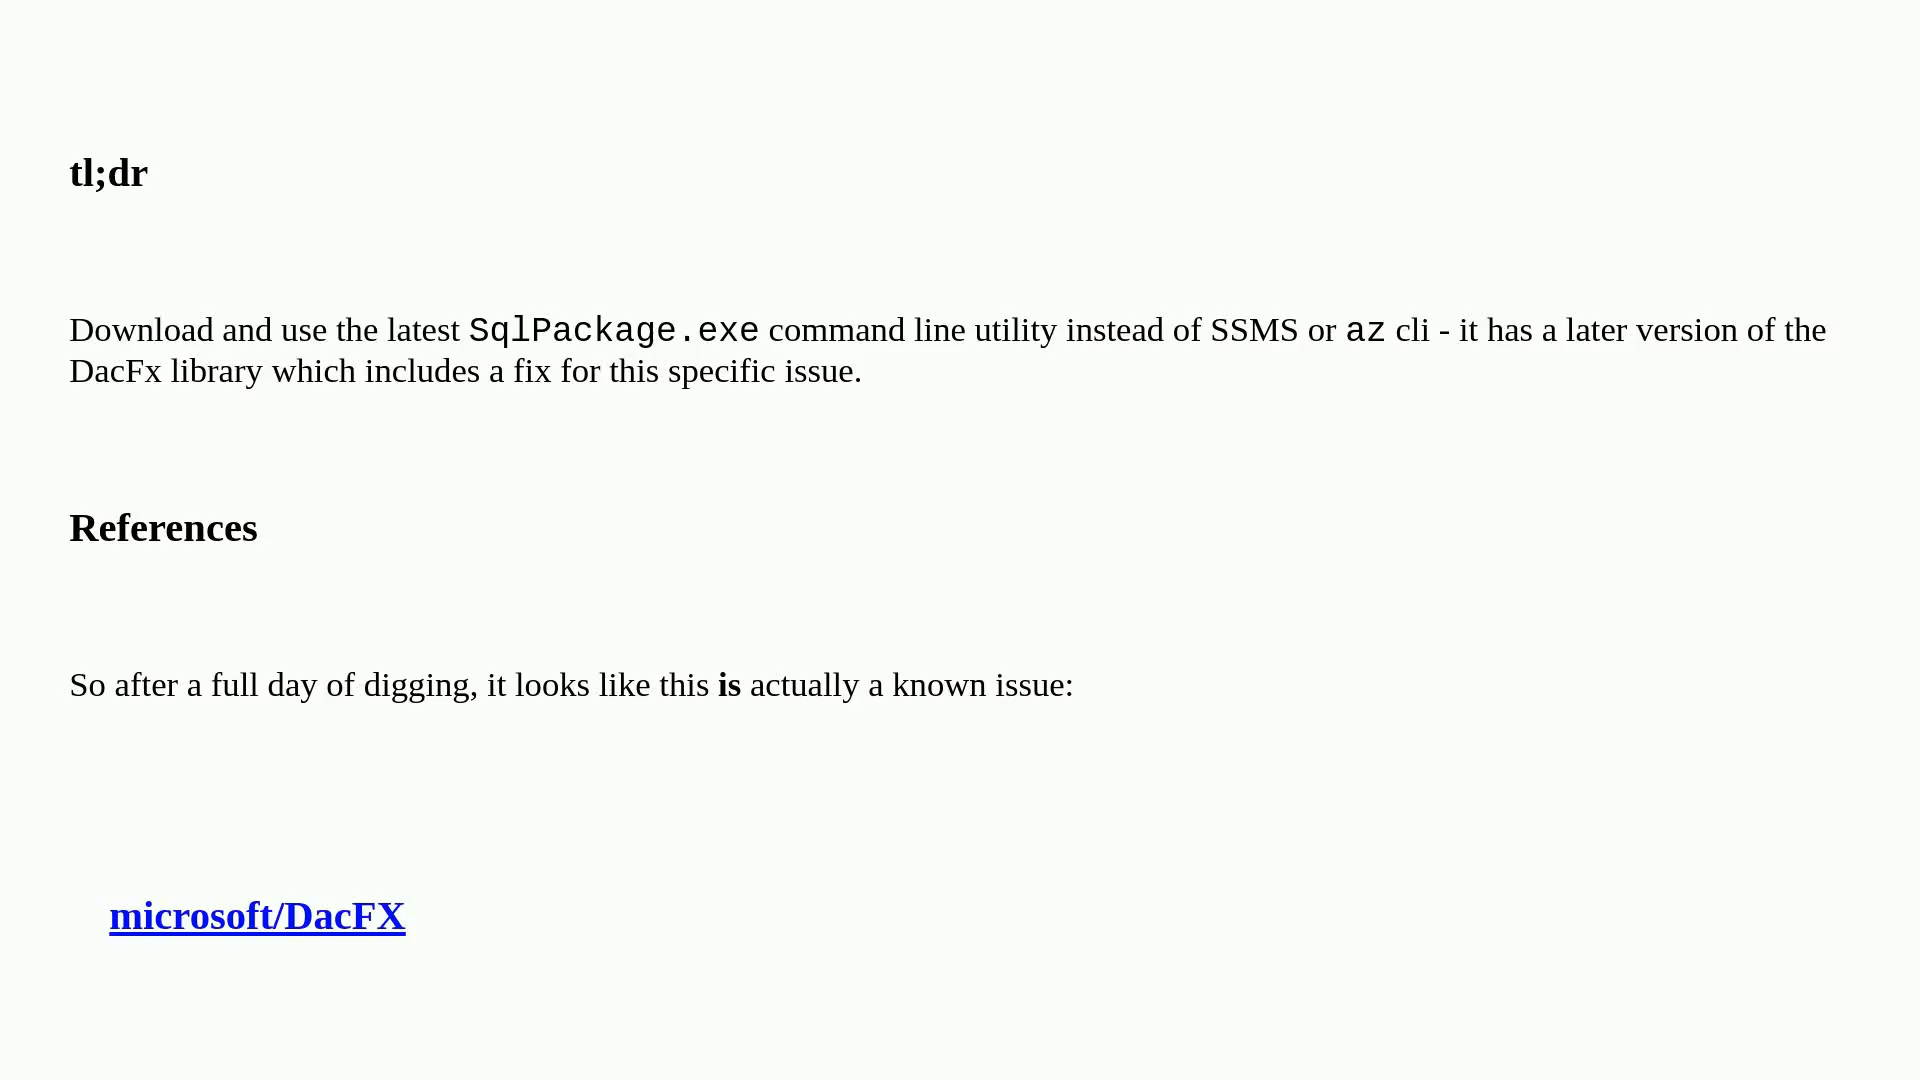 tl;dr
Download and use the latest SqlPackage.exe command line utility instead of SSMS or az cli - it has a later version of the
DacFx library which includes a fix for this specific issue.
References
So after a full day of digging, it looks like this is actually a known issue:
microsoft/DacFX